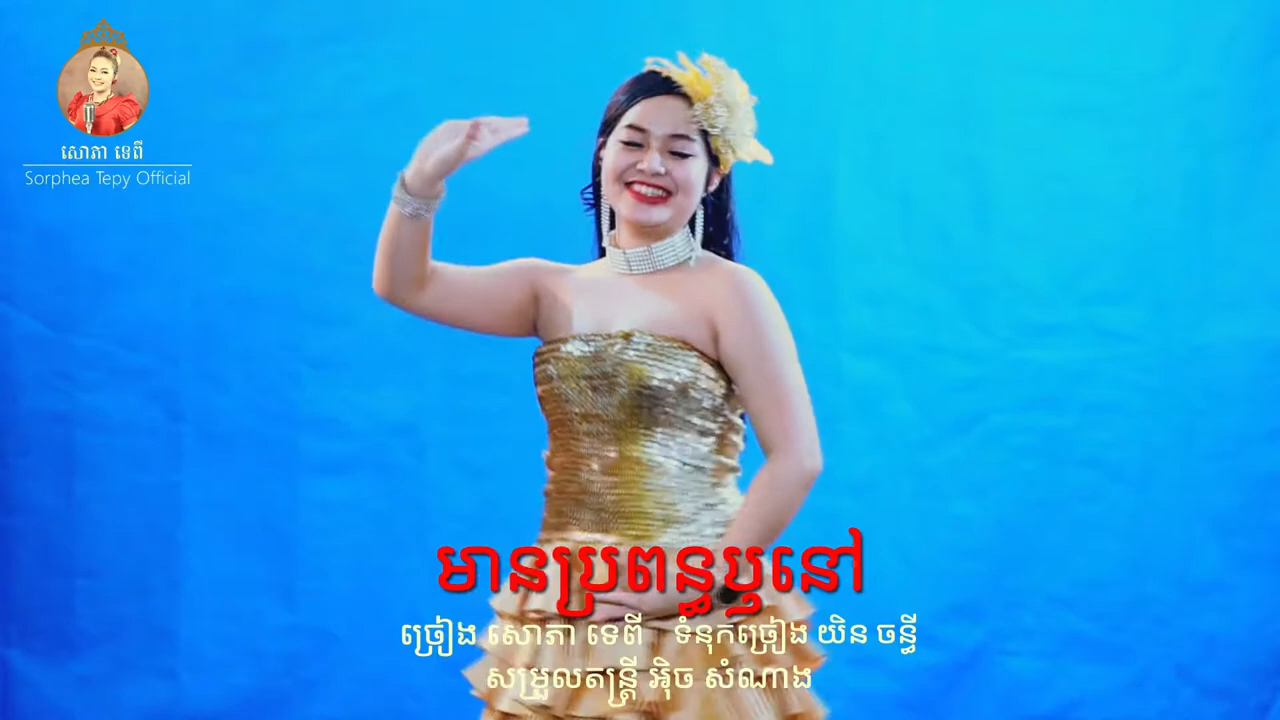 សោភា ទេពី
Sorphea Tepy Official
មានប្រពន្ធឬនៅ
ច្រៀង សោភា ទេពី ទំនុកច្រៀង យិន ចន្ធី
សម្រួលតន្ត្រី អ៊ិច សំណាង